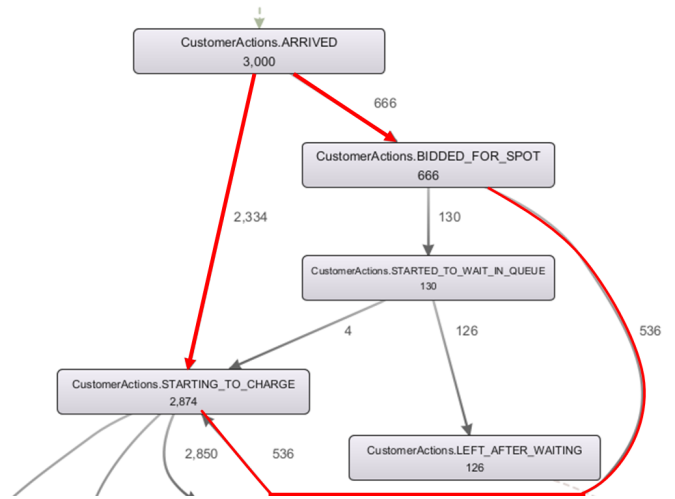 CustomerActions.ARRIVED
3,000
666
CustomerActions.BIDDED_FOR_SPOT
666
2,334
130
CustomerActions.STARTED_TO_WAIT_IN_QUEUE
130
4
126
536
CustomerActions.STARTING_TO_CHARGE
2,874
2,850
536
CustomerActions.LEFT_AFTER_WAITING
126